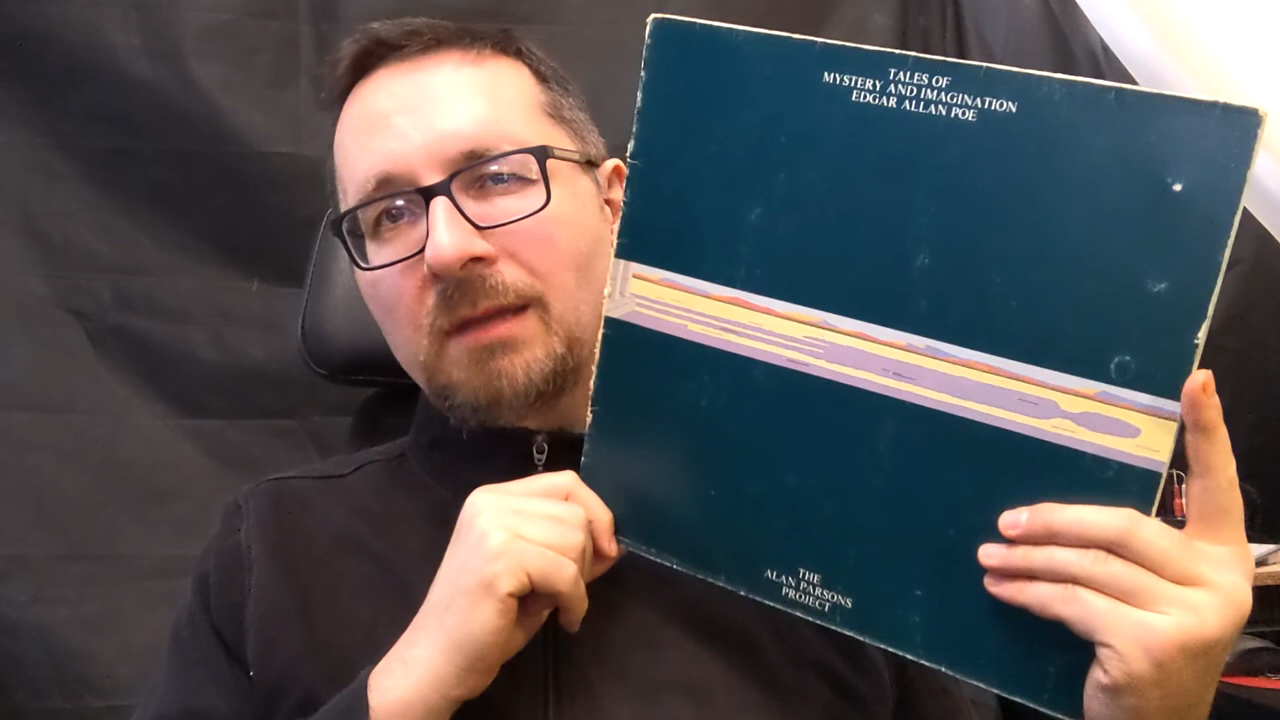 TALES OF
MYSTERY AND IMAGINATION
EDGAR ALLAN POE
THE
ALAN PARSONS
PROJECT